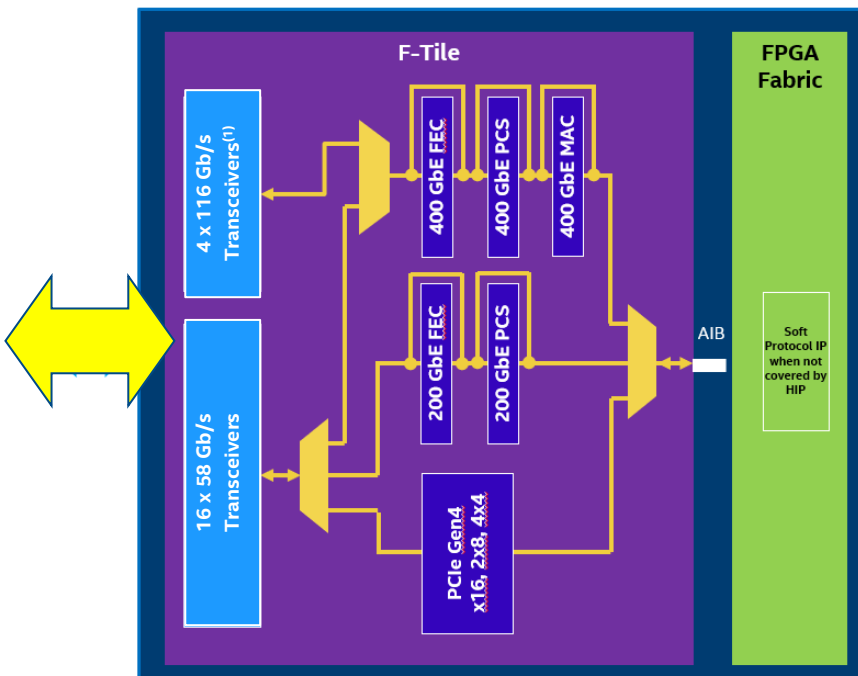 F-Tile
FPGA
Fabric
4 x 116 Gb/s
Transceivers(1)
400 GbE FEC
400 GbE PCS
400 GbE MAC
200 GbE FEC
200 GbE PCS
AIB
Soft
Protocol IP
when not
covered by
HIP
16 x 58 Gb/s
Transceivers
PCIe Gen4
x16, 2x8, 4x4